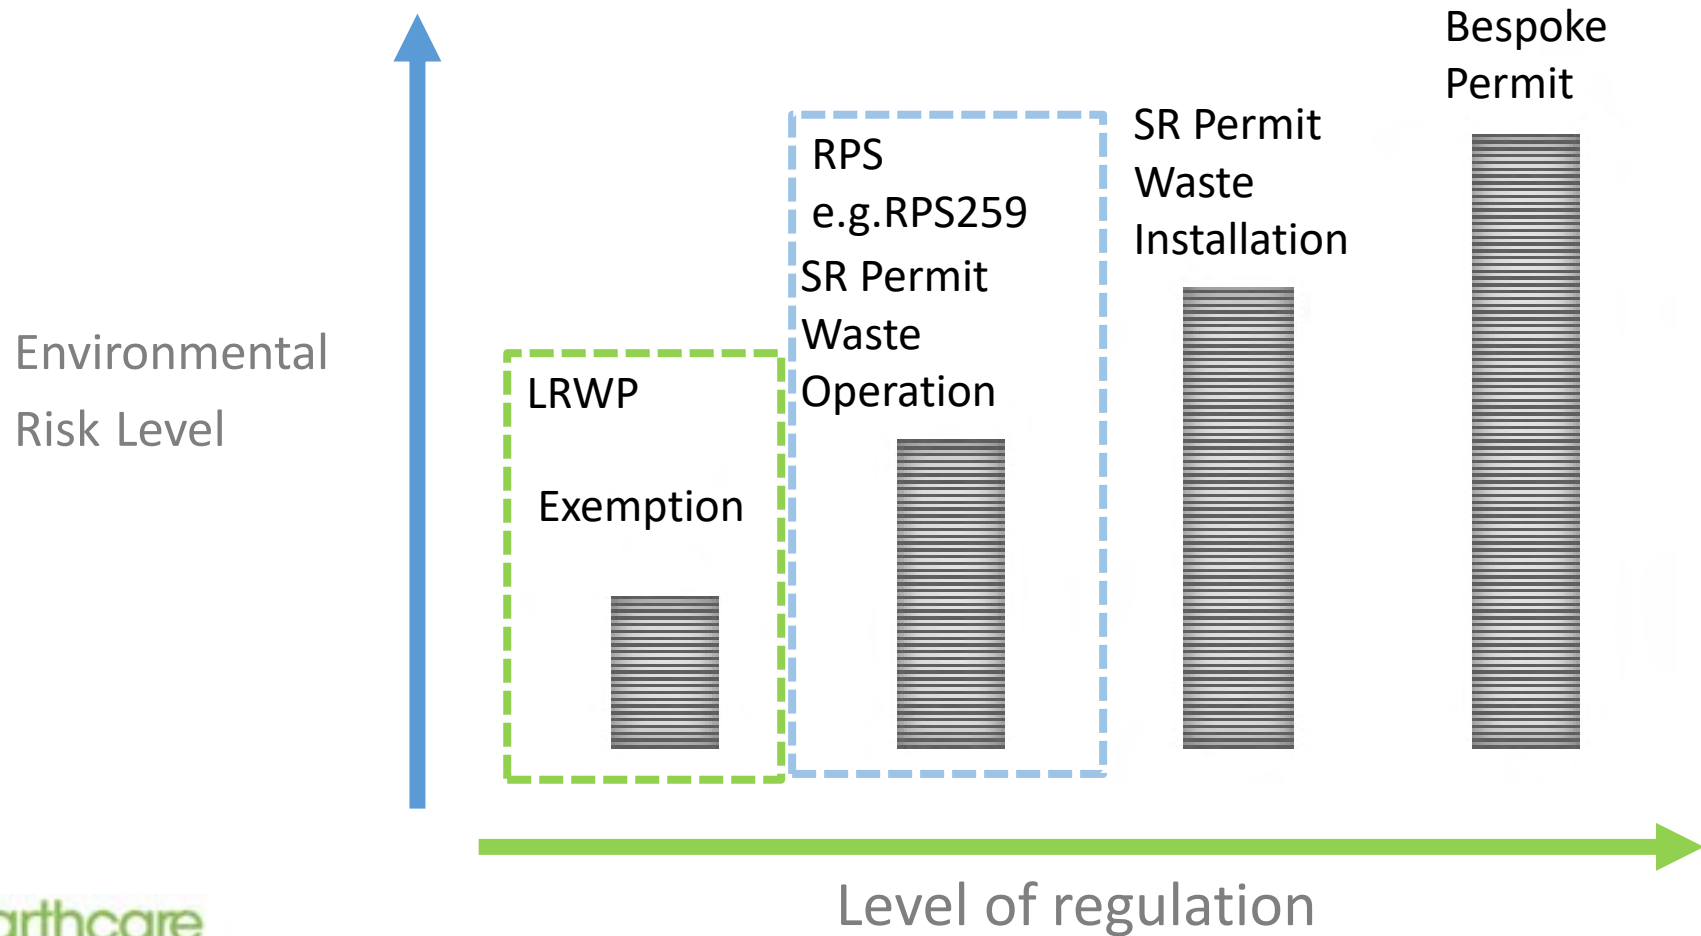 Bespoke
Permit
SR Permit
Waste
Installation
RPS
e.g.RPS259
SR Permit
Waste
Operation
LRWP
Exemption
Environmental
Risk Level
Level of regulation